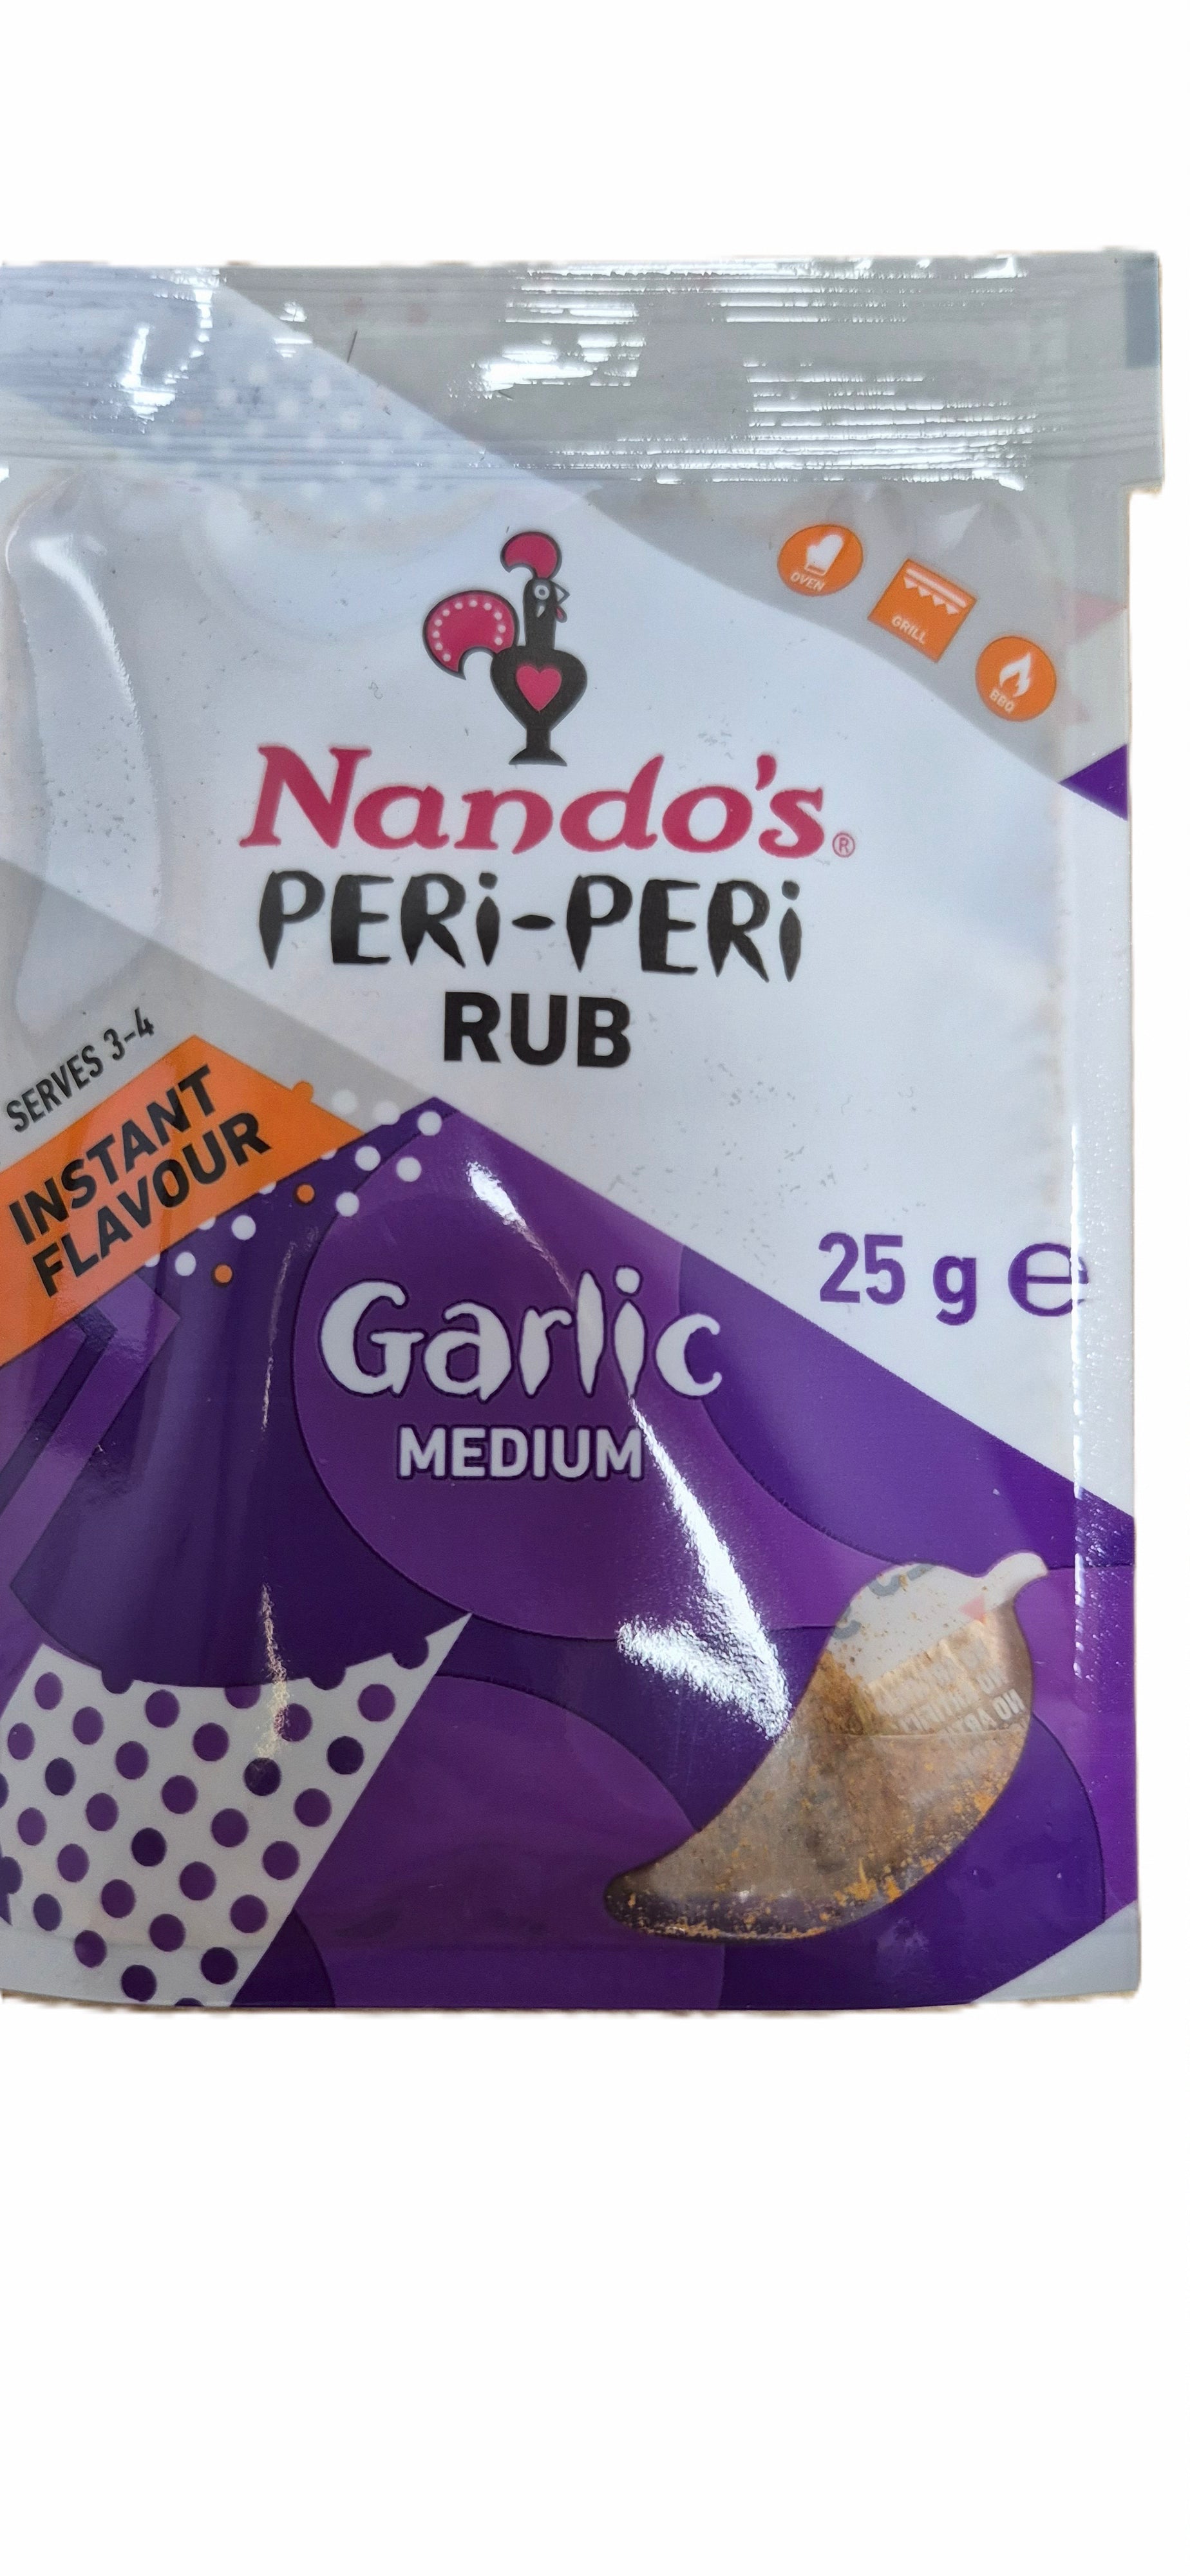 OVEN
GRILL
BBQ
Nando's®
PERi-PERi
RUB
SERVES 3-4
INSTANT
FLAVOUR
25 g e
Garlic
MEDIUM